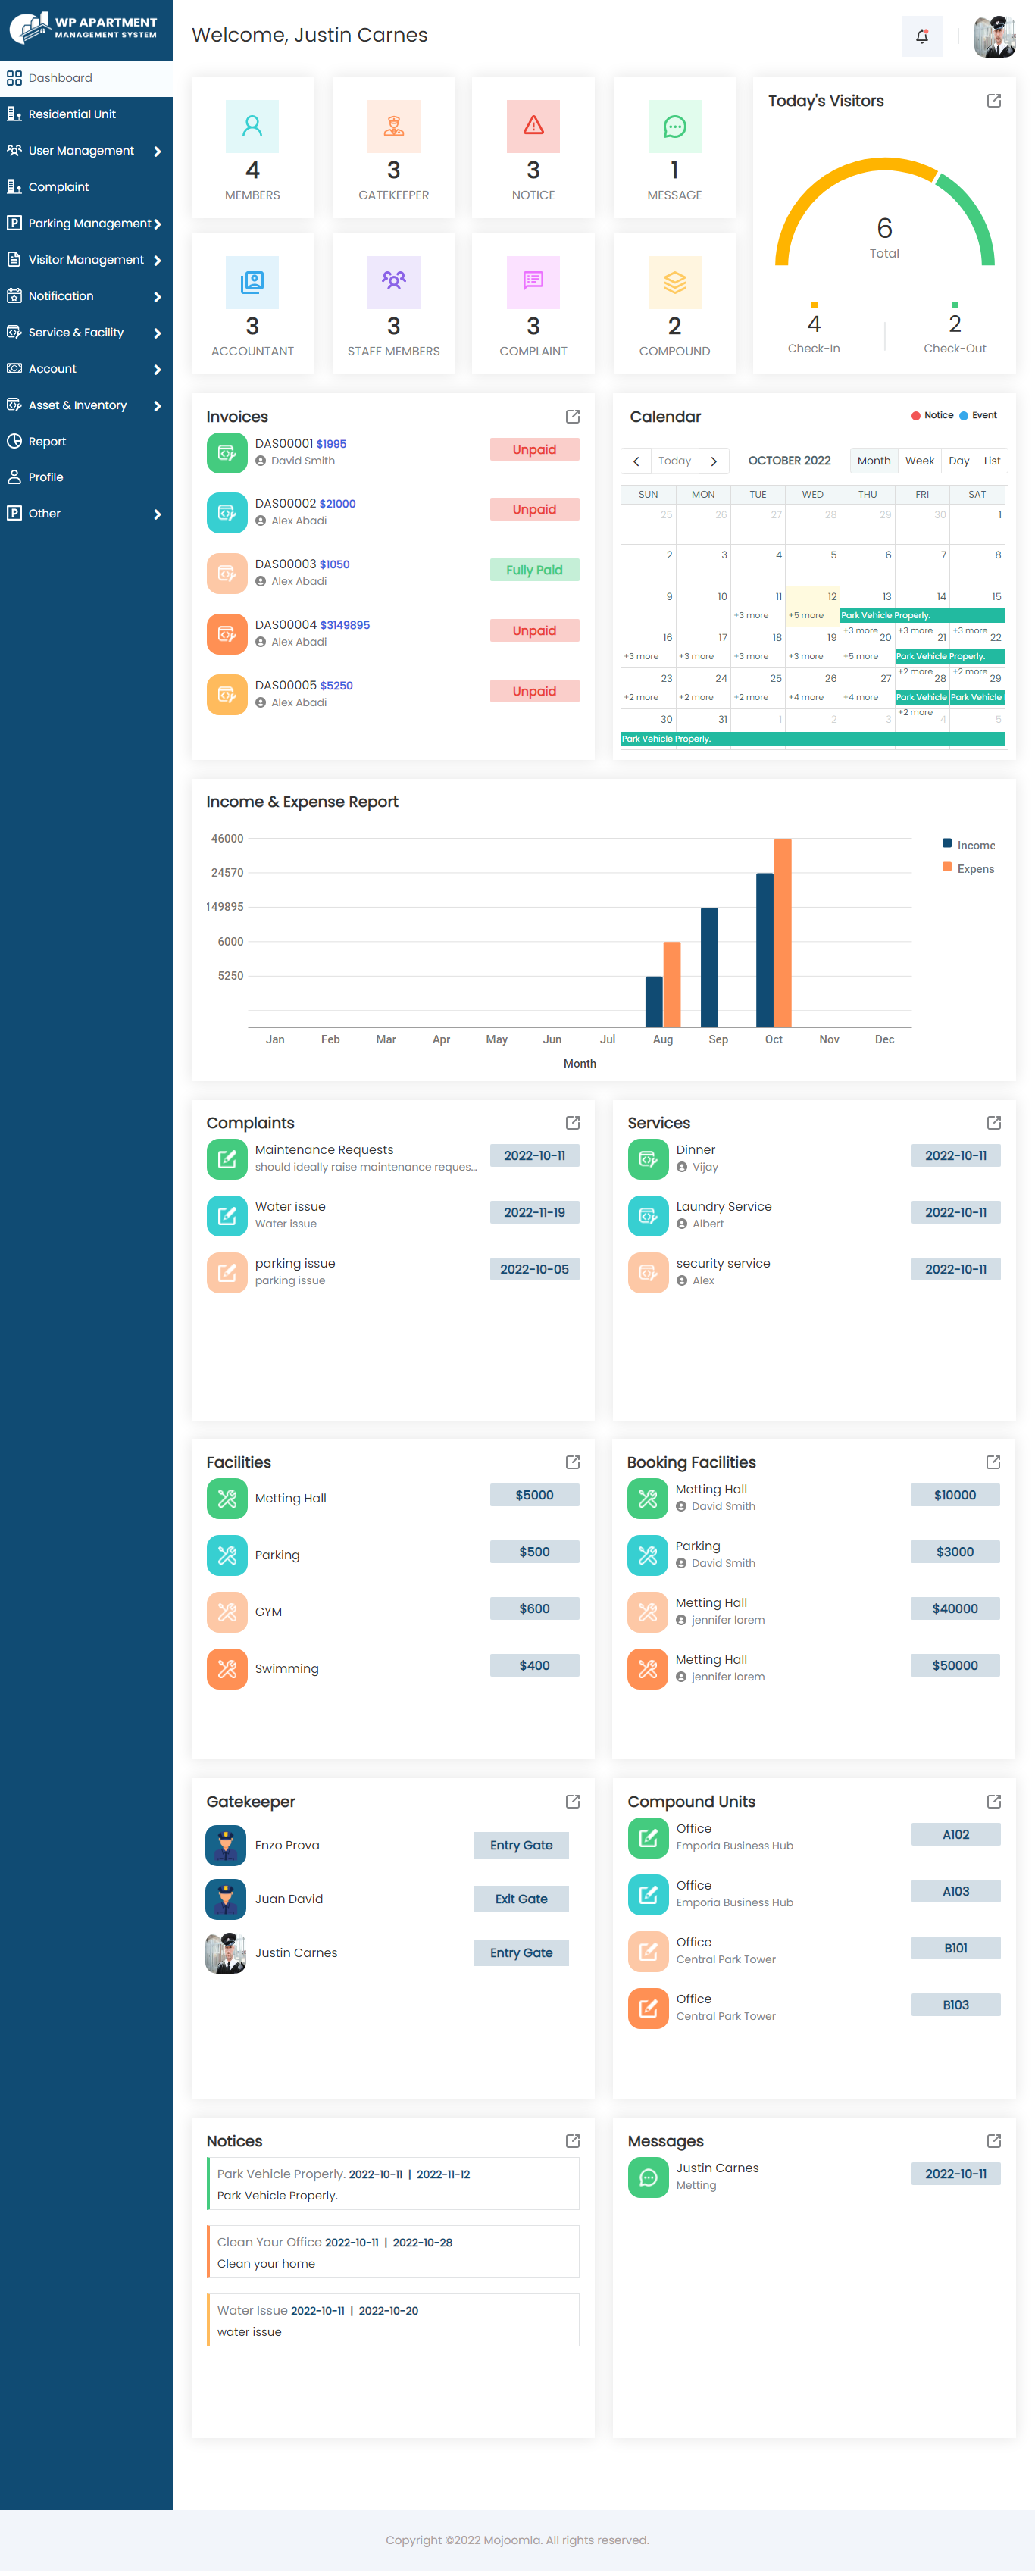 WP APARTMENT
MANAGEMENT SYSTEM
Dashboard
Residential Unit
User Management
Complaint
Parking Management
Visitor Management
Notification
Service & Facility
Account
Asset & Inventory
Report
Profile
Other
Welcome, Justin Carnes
4
MEMBERS
3
GATEKEEPER
3
NOTICE
1
MESSAGE
3
ACCOUNTANT
3
STAFF MEMBERS
3
COMPLAINT
2
COMPOUND
Today's Visitors
6
Total
4
Check-In
2
Check-Out
Invoices
DAS00001 $1995
David Smith
Unpaid
DAS00002 $21000
Alex Abadi
Unpaid
DAS00003 $1050
Alex Abadi
Fully Paid
DAS00004 $3149895
Alex Abadi
Unpaid
DAS00005 $5250
Alex Abadi
Unpaid
Calendar
Notice Event
Today
OCTOBER 2022
Month Week Day List
SUN MON TUE WED THU FRI SAT
25 26 27 28 29 30 1
2 3 4 5 6 7 8
9 10 11 12 13 14 15
+3 more +5 more Park Vehicle Properly.
+3 more +3 more +3 more
16 17 18 19 20 21 22
+3 more +3 more +3 more +3 more +5 more Park Vehicle Properly.
+2 more +2 more
23 24 25 26 27 28 29
+2 more +2 more +2 more +4 more +4 more Park Vehicle Park Vehicle
+2 more
30 31 1 2 3 4 5
Park Vehicle Properly.
Income & Expense Report
46000
24570
149895
6000
5250
Jan Feb Mar Apr May Jun Jul Aug Sep Oct Nov Dec
Month
Income
Expens
Complaints
Maintenance Requests
should ideally raise maintenance reques...
2022-10-11
Water issue
Water issue
2022-11-19
parking issue
parking issue
2022-10-05
Services
Dinner
Vijay
2022-10-11
Laundry Service
Albert
2022-10-11
security service
Alex
2022-10-11
Facilities
Metting Hall
$5000
Parking
$500
GYM
$600
Swimming
$400
Booking Facilities
Metting Hall
David Smith
$10000
Parking
David Smith
$3000
Metting Hall
jennifer lorem
$40000
Metting Hall
jennifer lorem
$50000
Gatekeeper
Enzo Prova
Entry Gate
Juan David
Exit Gate
Justin Carnes
Entry Gate
Compound Units
Office
Emporia Business Hub
A102
Office
Emporia Business Hub
A103
Office
Central Park Tower
B101
Office
Central Park Tower
B103
Notices
Park Vehicle Properly. 2022-10-11 | 2022-11-12
Park Vehicle Properly.
Clean Your Office 2022-10-11 | 2022-10-28
Clean your home
Water Issue 2022-10-11 | 2022-10-20
water issue
Messages
Justin Carnes
Metting
2022-10-11
Copyright ©2022 Mojoomla. All rights reserved.